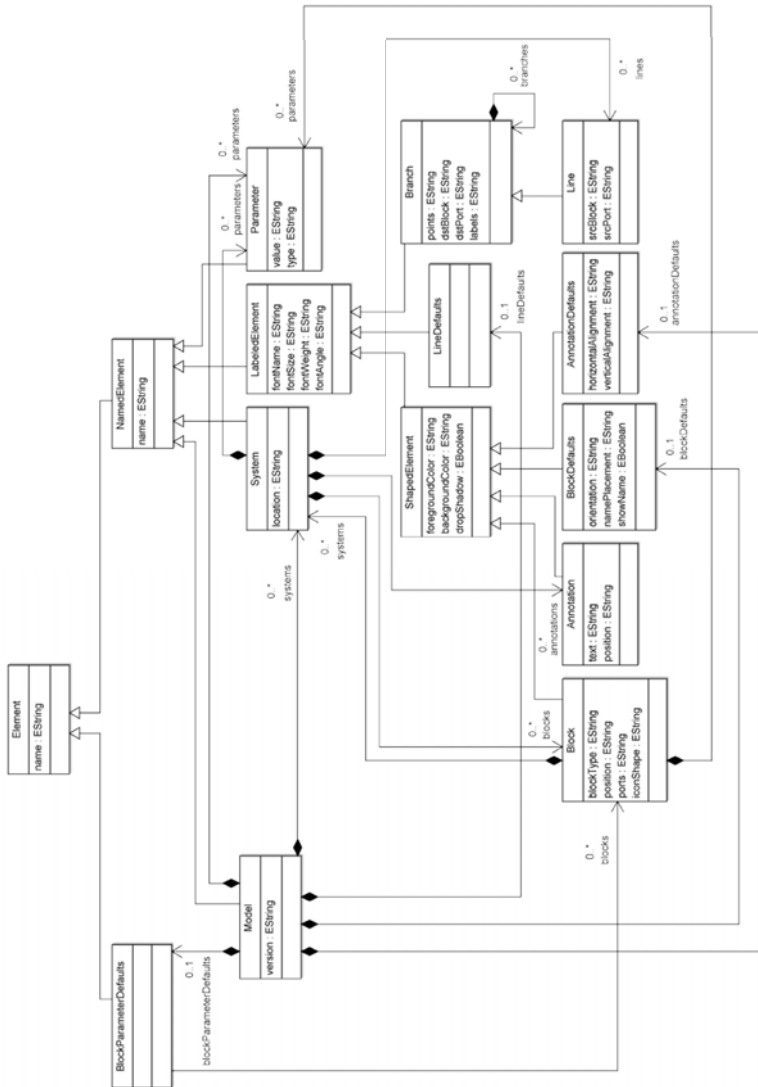 Element
name : EString
BlockParameterDefaults
NamedElement
name : EString
0..1
blockParameterDefaults
Model
version : EString
0..*
systems
0..*
systems
System
location : EString
0..*
parameters
0..*
parameters
0..*
parameters
LabeledElement
fontName : EString
fontSize : EString
fontWeight : EString
fontAngle : EString
Parameter
value : EString
type : EString
ShapedElement
foregroundColor : EString
backgroundColor : EString
dropShadow : EBoolean
LineDefaults
0..1
lineDefaults
Branch
points : EString
dstBlock : EString
dstPort : EString
labels : EString
0..*
branches
0..*
blocks
0..*
blocks
Block
blockType : EString
position : EString
ports : EString
iconShape : EString
0..*
annotations
Annotation
text : EString
position : EString
BlockDefaults
orientation : EString
namePlacement : EString
showName : EBoolean
0..1
blockDefaults
AnnotationDefaults
horizontalAlignment : EString
verticalAlignment : EString
0..1
annotationDefaults
Line
srcBlock : EString
srcPort : EString
0..*
lines